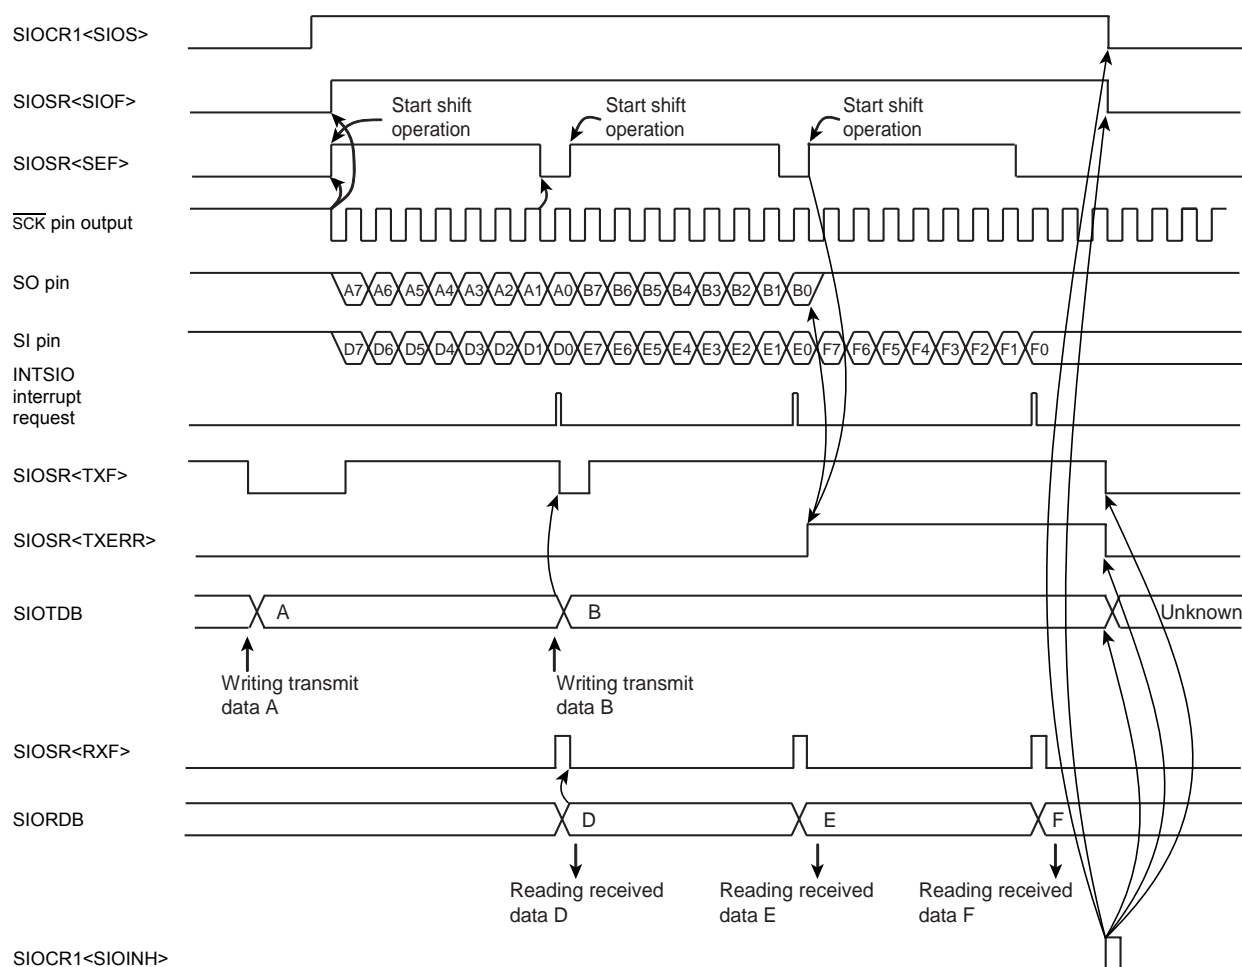 SIOCR1<SIOS>
SIOSR<SIOF>
Start shift
operation
Start shift
operation
Start shift
operation
SIOSR<SEF>
SCK pin output
SO pin
A7 A6 A5 A4 A3 A2 A1 A0 B7 B6 B5 B4 B3 B2 B1 B0
SI pin
D7 D6 D5 D4 D3 D2 D1 D0 E7 E6 E5 E4 E3 E2 E1 E0 F7 F6 F5 F4 F3 F2 F1 F0
INTSIO
interrupt
request
SIOSR<TXF>
SIOSR<TXERR>
SIOTDB
A
B
Unknown
Writing transmit
data A
Writing transmit
data B
SIOSR<RXF>
SIORDB
D
E
F
Reading received
data D
Reading received
data E
Reading received
data F
SIOCR1<SIOINH>